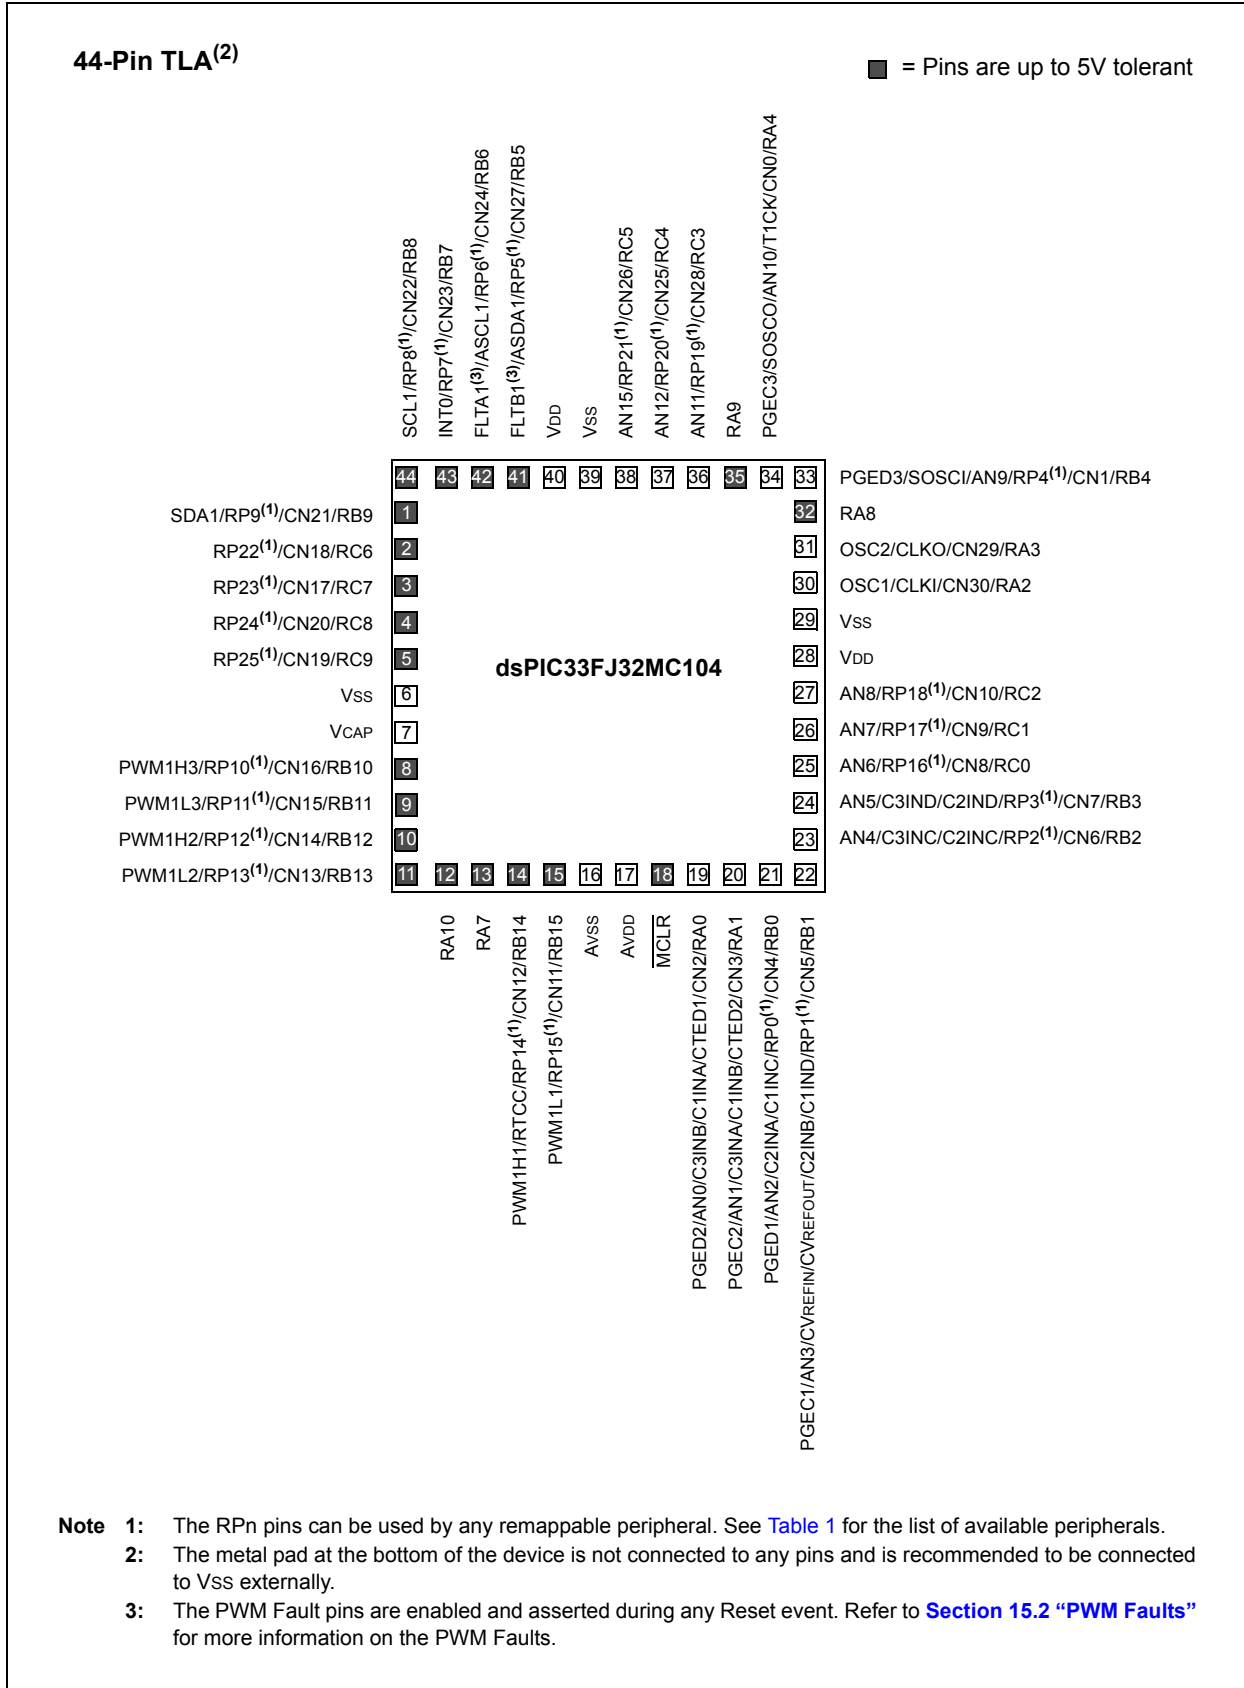 44-Pin TLA(2)
= Pins are up to 5V tolerant
SCL1/RP8(1)/CN22/RB8
INT0/RP7(1)/CN23/RB7
FLTA1(3)/ASCL1/RP6(1)/CN24/RB6
FLTB1(3)/ASDA1/RP5(1)/CN27/RB5
VDD
VSS
AN15/RP21(1)/CN26/RC5
AN12/RP20(1)/CN25/RC4
AN11/RP19(1)/CN28/RC3
RA9
PGEC3/SOSCO/AN10/T1CK/CN0/RA4
44 43 42 41 40 39 38 37 36 35 34 33 PGED3/SOSCI/AN9/RP4(1)/CN1/RB4
SDA1/RP9(1)/CN21/RB9 1 32 RA8
RP22(1)/CN18/RC6 2 31 OSC2/CLKO/CN29/RA3
RP23(1)/CN17/RC7 3 30 OSC1/CLKI/CN30/RA2
RP24(1)/CN20/RC8 4 29 VSS
RP25(1)/CN19/RC9 5 dsPIC33FJ32MC104 28 VDD
VSS 6 27 AN8/RP18(1)/CN10/RC2
VCAP 7 26 AN7/RP17(1)/CN9/RC1
PWM1H3/RP10(1)/CN16/RB10 8 25 AN6/RP16(1)/CN8/RC0
PWM1L3/RP11(1)/CN15/RB11 9 24 AN5/C3IND/C2IND/RP3(1)/CN7/RB3
PWM1H2/RP12(1)/CN14/RB12 10 23 AN4/C3INC/C2INC/RP2(1)/CN6/RB2
PWM1L2/RP13(1)/CN13/RB13 11 12 13 14 15 16 17 18 19 20 21 22
RA10
RA7
PWM1H1/RTCC/RP14(1)/CN12/RB14
PWM1L1/RP15(1)/CN11/RB15
AVSS
AVDD
MCLR
PGED2/AN0/C3INB/C1INA/CTED1/CN2/RA0
PGEC2/AN1/C3INA/C1INB/CTED2/CN3/RA1
PGED1/AN2/C2INA/C1INC/RP0(1)/CN4/RB0
PGEC1/AN3/CVREFIN/CVREFOUT/C2INB/C1IND/RP1(1)/CN5/RB1
Note 1: The RPn pins can be used by any remappable peripheral. See Table 1 for the list of available peripherals.
2: The metal pad at the bottom of the device is not connected to any pins and is recommended to be connected
to VSS externally.
3: The PWM Fault pins are enabled and asserted during any Reset event. Refer to Section 15.2 “PWM Faults”
for more information on the PWM Faults.